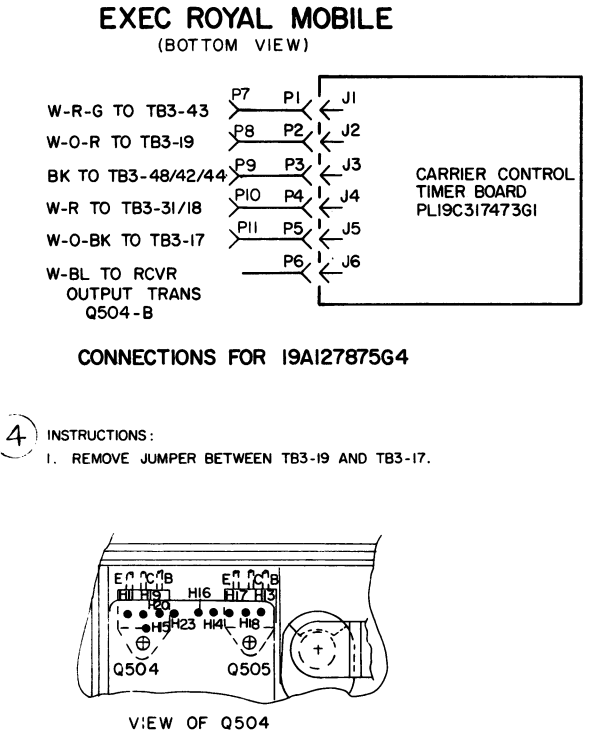 EXEC ROYAL MOBILE
(BOTTOM VIEW)
W-R-G TO TB3-43 P7 P1 J1
W-O-R TO TB3-19 P8 P2 J2
BK TO TB3-48/42/44 P9 P3 J3
W-R TO TB3-31/18 P10 P4 J4
W-O-BK TO TB3-17 P11 P5 J5
W-BL TO RCVR P6 J6
OUTPUT TRANS
Q504-B
CARRIER CONTROL
TIMER BOARD
PL19C317473G1
CONNECTIONS FOR 19A127875G4
4 INSTRUCTIONS:
1. REMOVE JUMPER BETWEEN TB3-19 AND TB3-17.
E C B E C B
H11 H19 H16 H17 H13
H20
H15 H23 H14 H18
Q504 Q505
VIEW OF Q504